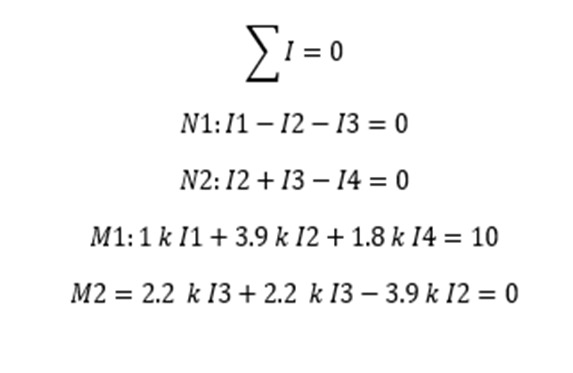 ∑ I = 0
N1: I1 − I2 − I3 = 0
N2: I2 + I3 − I4 = 0
M1: 1 k I1 + 3.9 k I2 + 1.8 k I4 = 10
M2 = 2.2 k I3 + 2.2 k I3 − 3.9 k I2 = 0